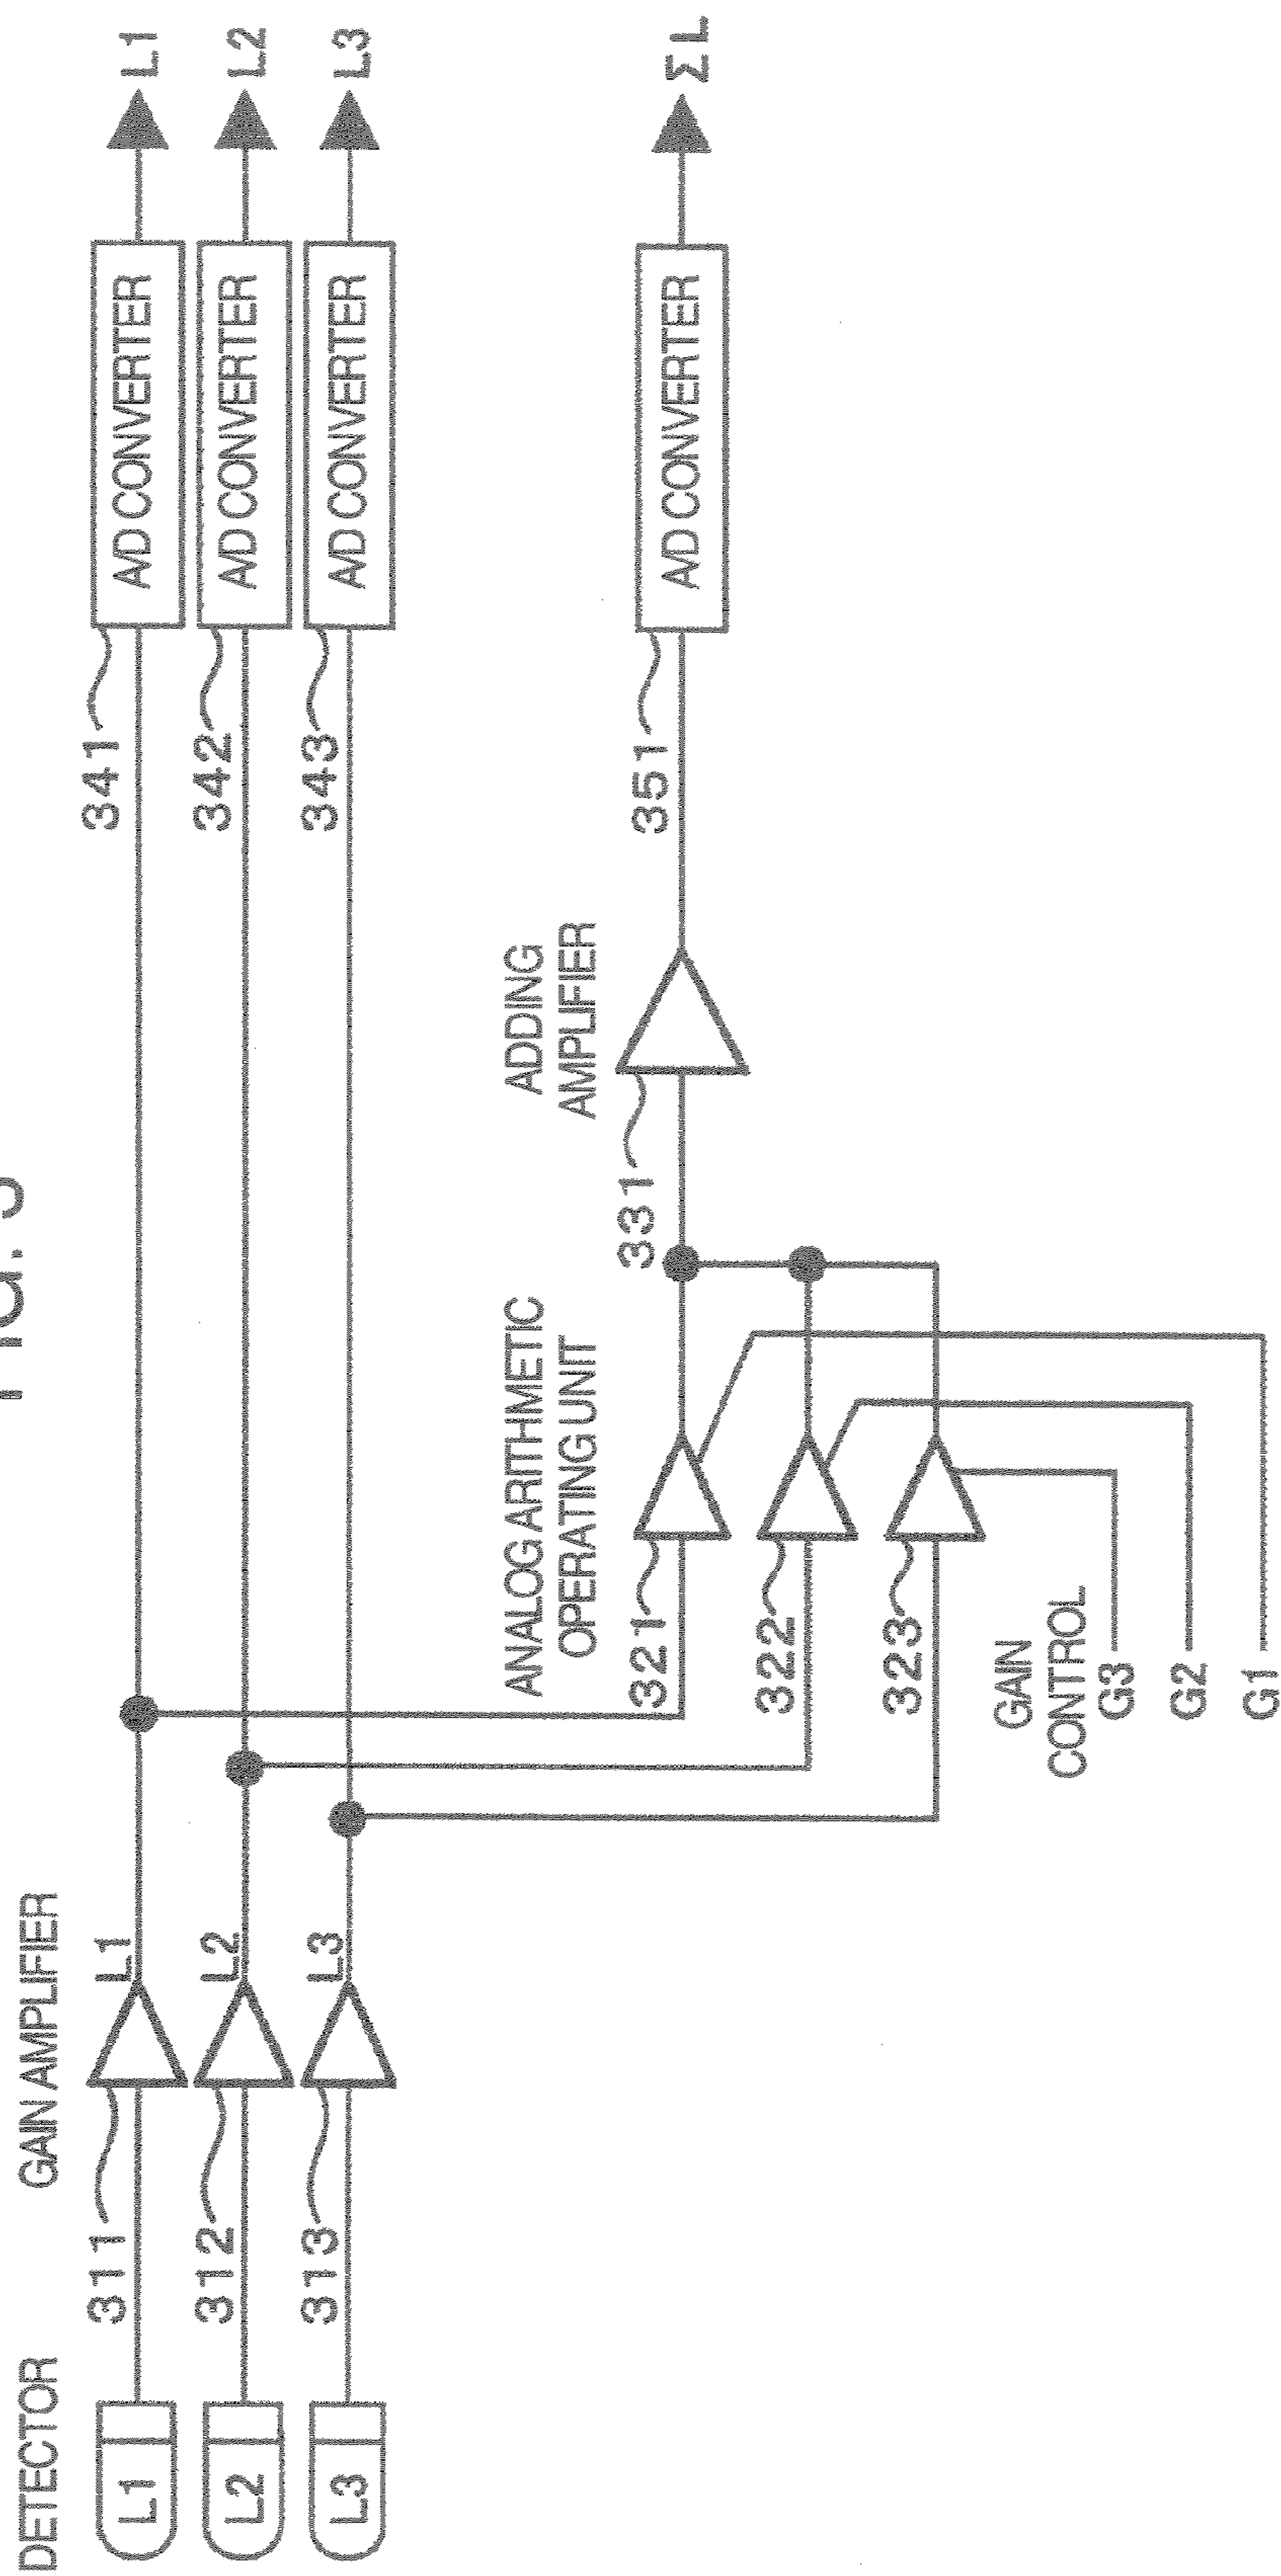 DETECTOR
GAIN AMPLIFIER
L1
311
L1
341
A/D CONVERTER
L1
L2
312
L2
342
A/D CONVERTER
L2
L3
313
L3
343
A/D CONVERTER
L3
ANALOG ARITHMETIC
OPERATING UNIT
ADDING
AMPLIFIER
321
331
351
A/D CONVERTER
ΣL
322
323
GAIN
CONTROL
G3
G2
G1